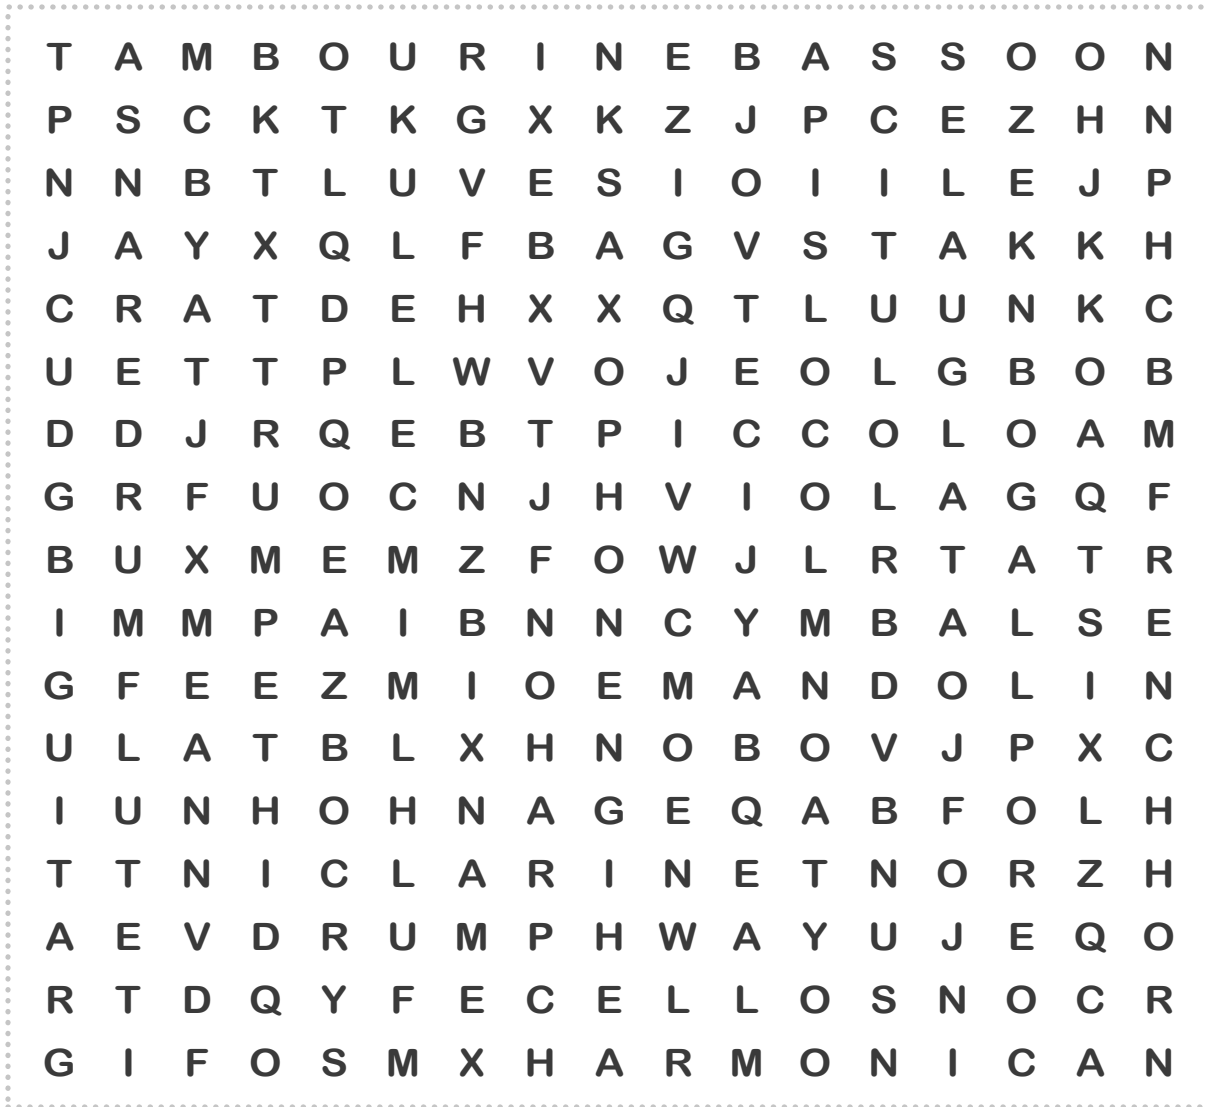 T A M B O U R I N E B A S S O O N
P S C K T K G X K Z J P C E Z H N
N N B T L U V E S I O I I L E J P
J A Y X Q L F B A G V S T A K K H
C R A T D E H X X Q T L U U N K C
U E T T P L W V O J E O L G B O B
D D J R Q E B T P I C C O L O A M
G R F U O C N J H V I O L A G Q F
B U X M E M Z F O W J L R T A T R
I M M P A I B N N C Y M B A L S E
G F E E Z M I O E M A N D O L I N
U L A T B L X H N O B O V J P X C
I U N H O H N A G E Q A B F O L H
T T N I C L A R I N E T N O R Z H
A E V D R U M P H W A Y U J E Q O
R T D Q Y F E C E L L O S N O C R
G I F O S M X H A R M O N I C A N